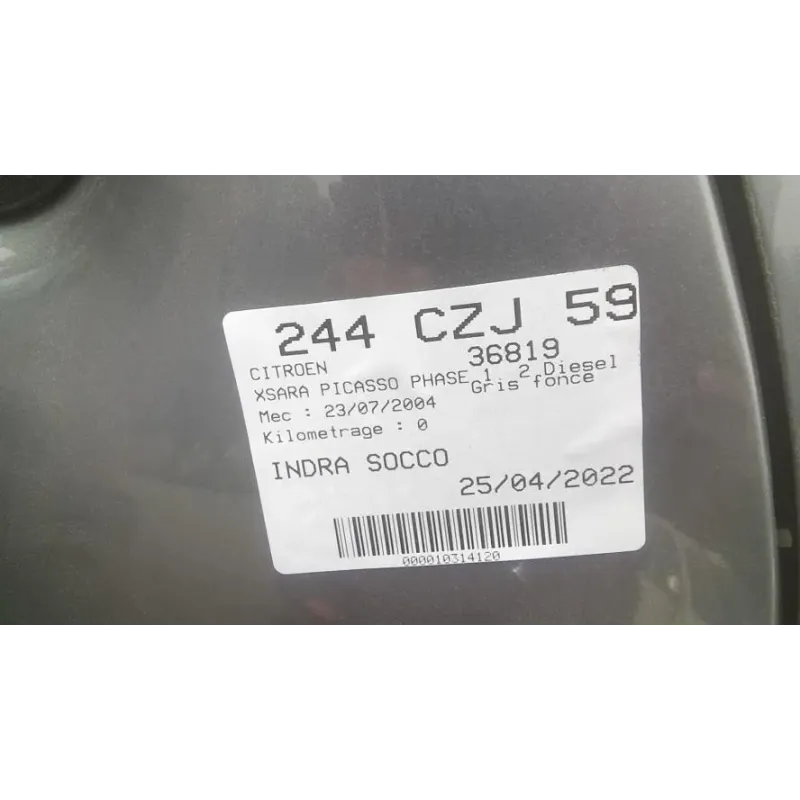 244 CZJ 59
CITROEN 36819
XSARA PICASSO PHASE 1 2 Diesel
Mec : 23/07/2004 Gris fonce
Kilometrage : 0
INDRA SOCCO
25/04/2022
000010314120